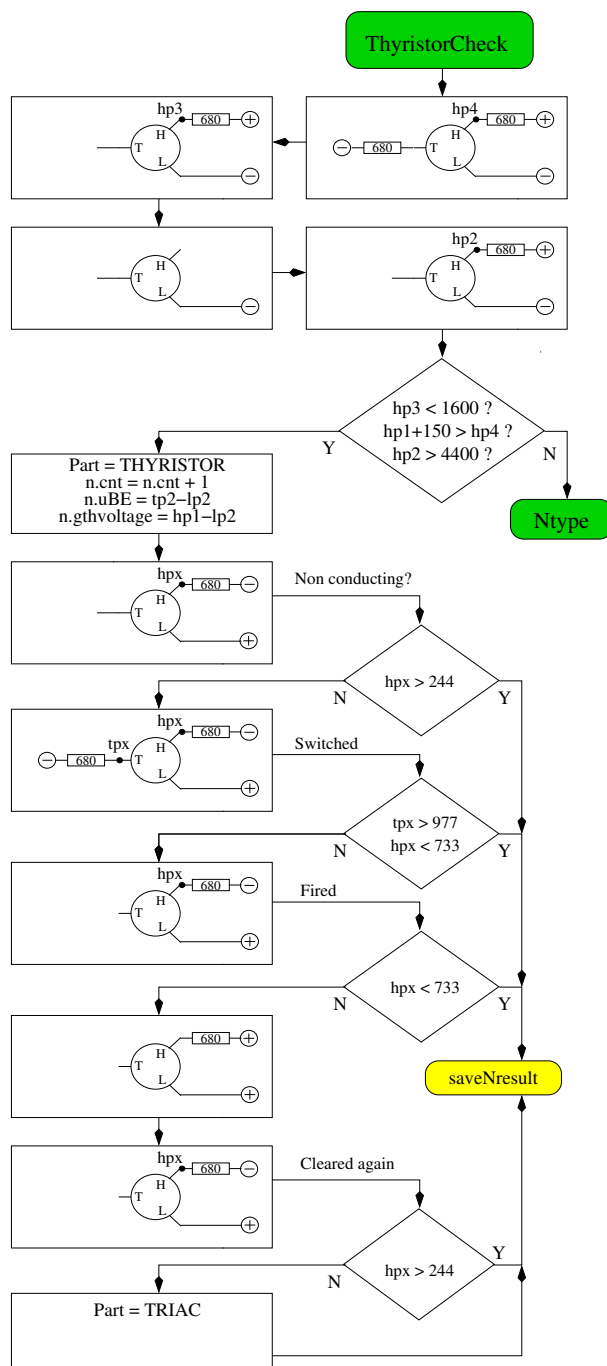 ThyristorCheck
hp3
680
+
H
T
L
−
hp4
680
+
H
−
680
T
L
−
H
T
L
−
hp2
680
+
H
T
L
−
hp3 < 1600 ?
hp1+150 > hp4 ?
hp2 > 4400 ?
Y
N
Part = THYRISTOR
n.cnt = n.cnt + 1
n.uBE = tp2−lp2
n.gthvoltage = hp1−lp2
Ntype
hpx
680
−
H
T
L
+
Non conducting?
hpx > 244
N
Y
hpx
680
−
tpx
H
−
680
T
L
+
Switched
tpx > 977
hpx < 733
N
Y
hpx
680
−
H
T
L
+
Fired
hpx < 733
N
Y
680
+
H
T
L
+
saveNresult
hpx
680
−
H
T
L
+
Cleared again
hpx > 244
N
Y
Part = TRIAC